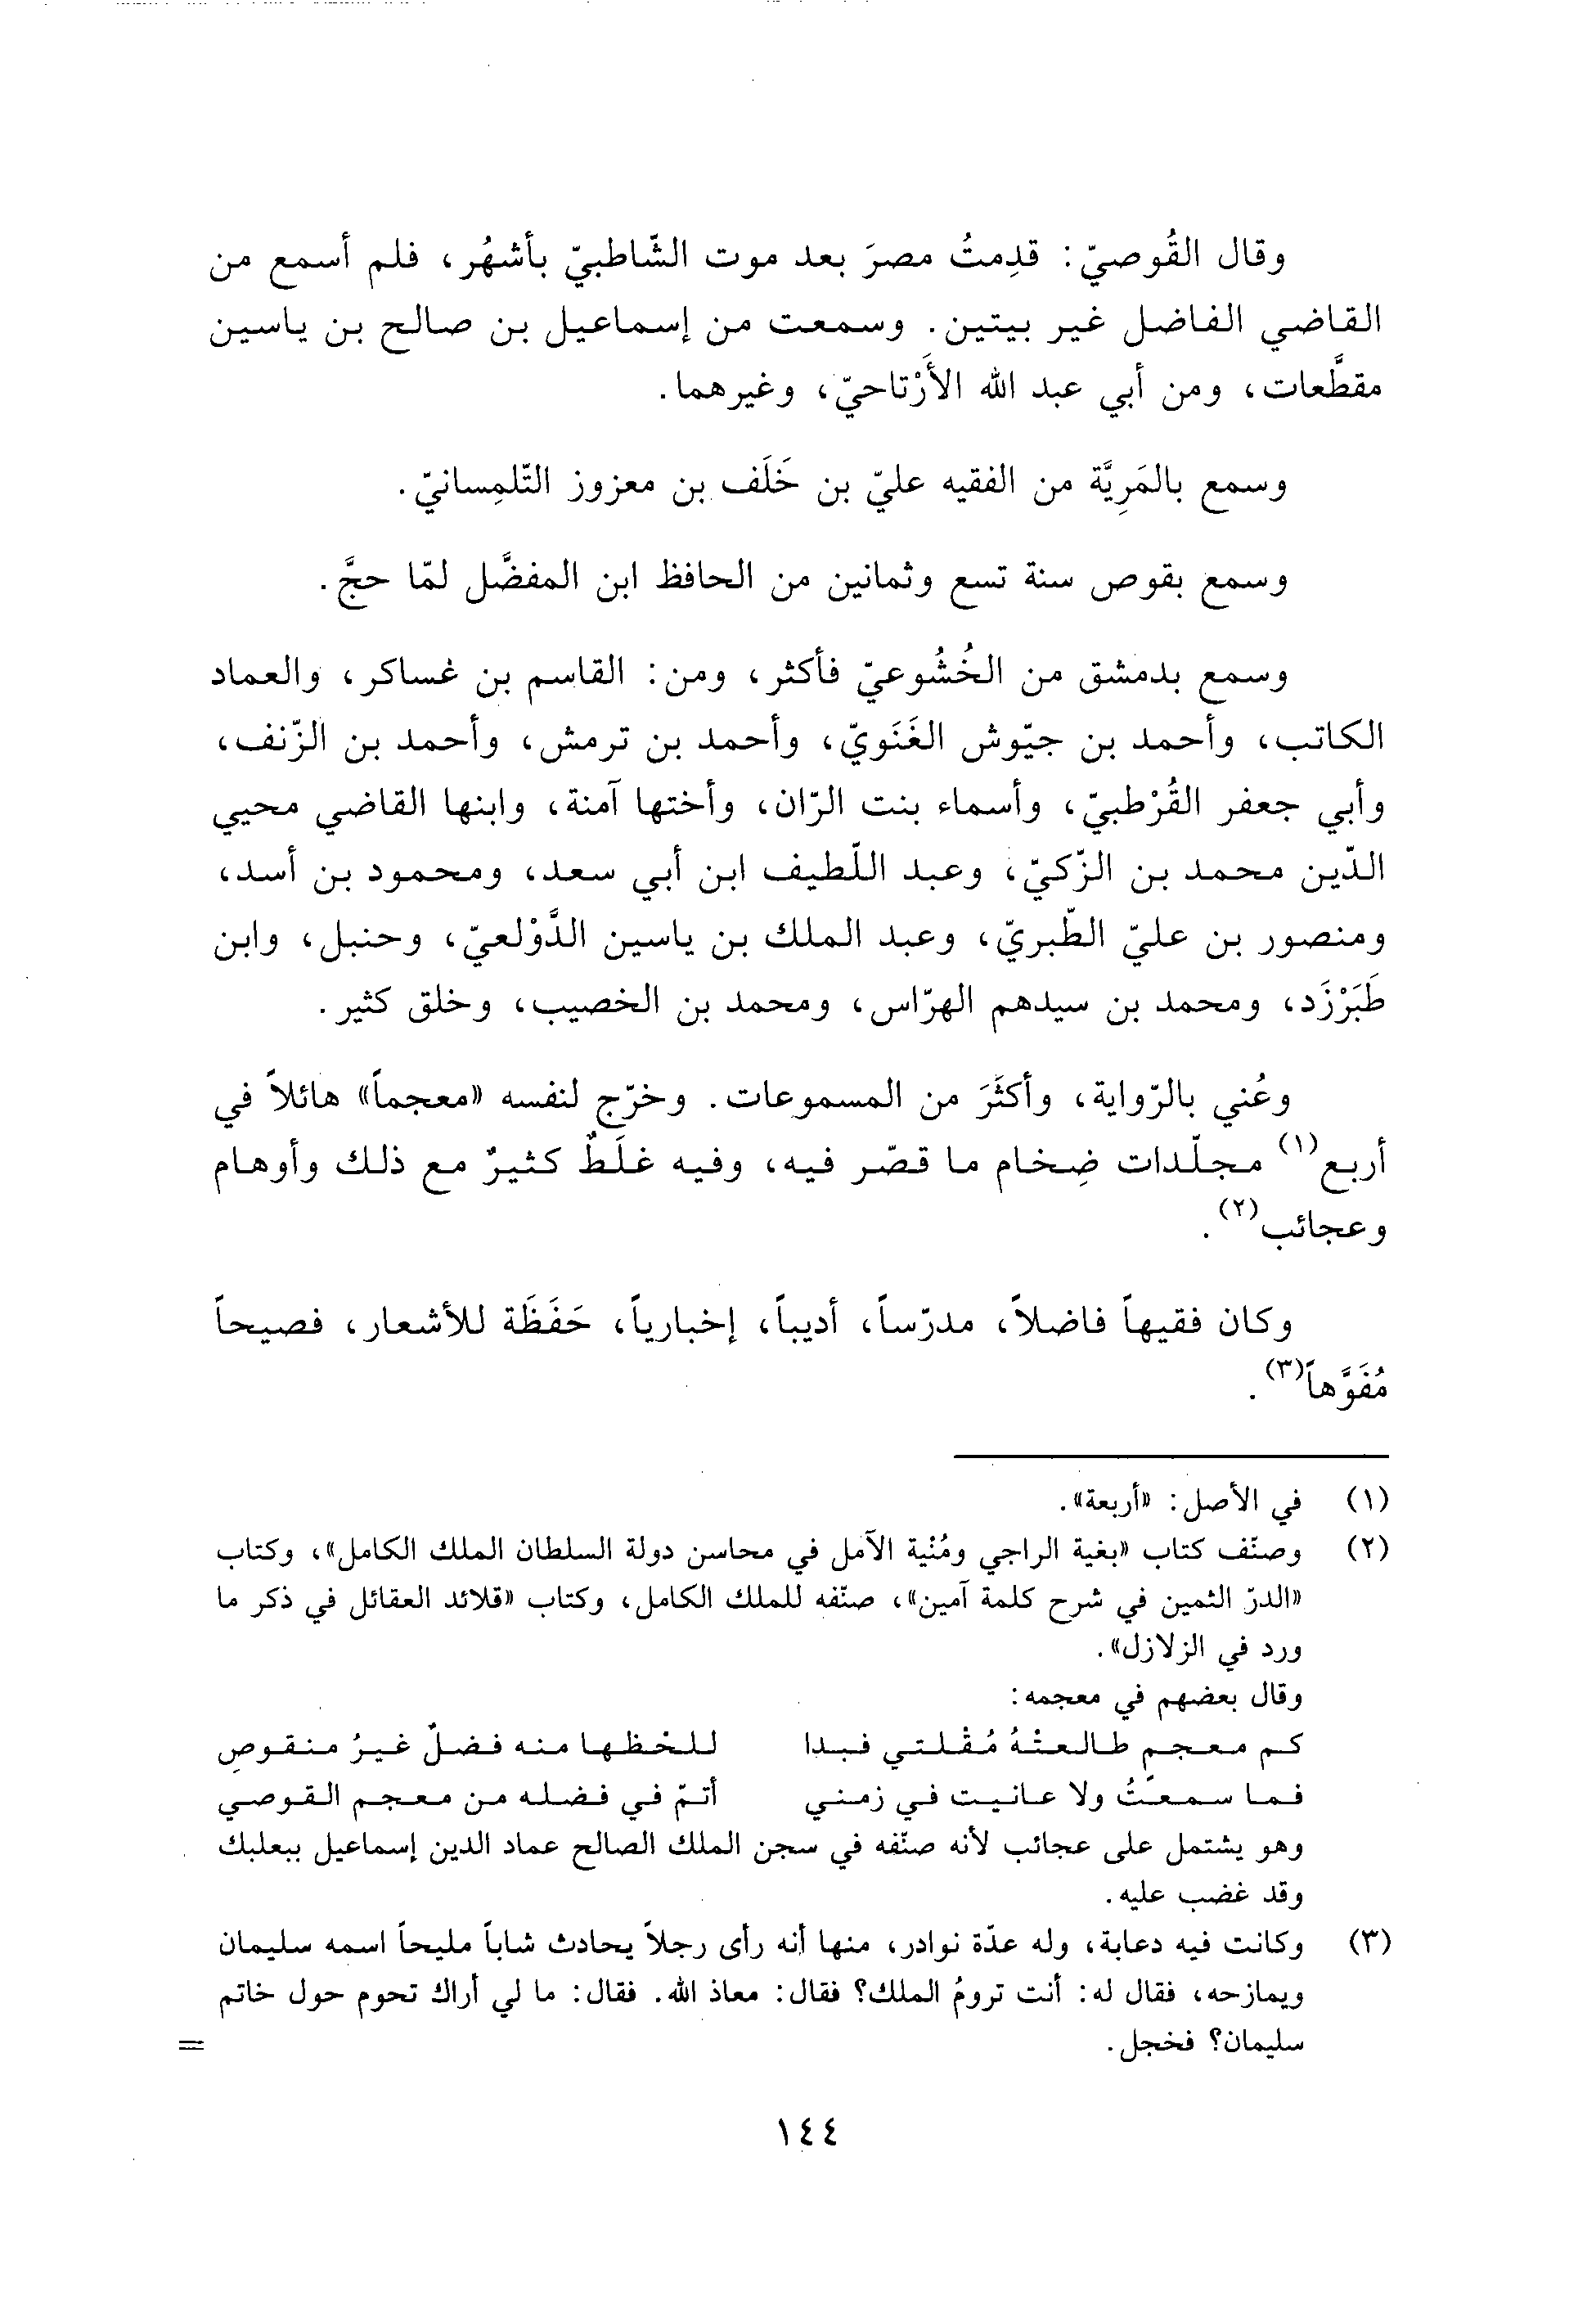 وقال القُوصيّ: قدِمتُ مصرَ بعد موت الشّاطبيّ بأشهُر، فلم أسمع من
القاضي الفاضل غير بيتين. وسمعت من إسماعيل بن صالح بن ياسين
مقطَّعات، ومن أبي عبد الله الأَرْتاحيّ، وغيرهما.
وسمع بالمَرِيَّة من الفقيه عليّ بن خَلَف بن معزوز التّلمِسانيّ.
وسمع بقوص سنة تسع وثمانين من الحافظ ابن المفضَّل لمّا حجَّ.
وسمع بدمشق من الخُشُوعيّ فأكثر، ومن: القاسم بن غساكر، والعماد
الكاتب، وأحمد بن جيّوش الغَنَويّ، وأحمد بن ترمش، وأحمد بن الزّنف،
وأبي جعفر القُرْطبيّ، وأسماء بنت الرّان، وأختها آمنة، وابنها القاضي محيي
الدّين محمد بن الزّكيّ، وعبد اللّطيف ابن أبي سعد، ومحمود بن أسد،
ومنصور بن عليّ الطّبريّ، وعبد الملك بن ياسين الدَّوْلعيّ، وحنبل، وابن
طَبَرْزَد، ومحمد بن سيدهم الهرّاس، ومحمد بن الخصيب، وخلق كثير.
وعُني بالرّواية، وأكثَرَ من المسموعات. وخرّج لنفسه «معجماً» هائلاً في
أربع(١) مجلّدات ضِخام ما قصّر فيه، وفيه غلَطٌ كثيرٌ مع ذلك وأوهام
وعجائب(٢).
وكان فقيهاً فاضلاً، مدرّساً، أديباً، إخبارياً، حَفَظَة للأشعار، فصيحاً
مُفَوَّهاً(٣).
(١) في الأصل: «أربعة».
(٢) وصنّف كتاب «بغية الراجي ومُنْية الآمل في محاسن دولة السلطان الملك الكامل»، وكتاب
«الدرّ الثمين في شرح كلمة آمين»، صنّفه للملك الكامل، وكتاب «قلائد العقائل في ذكر ما
ورد في الزلازل».
وقال بعضهم في معجمه:
كم معجمٍ طالعتْهُ مُقْلتي فبدا للخظها منه فضلٌ غيرُ منقوصِ
فما سمعتُ ولا عانيت في زمني أتمّ في فضله من معجم القوصي
وهو يشتمل على عجائب لأنه صنّفه في سجن الملك الصالح عماد الدين إسماعيل ببعلبك
وقد غضب عليه.
(٣) وكانت فيه دعابة، وله عدّة نوادر، منها أنه رأى رجلاً يحادث شاباً مليحاً اسمه سليمان
ويمازحه، فقال له: أنت ترومُ الملك؟ فقال: معاذ الله. فقال: ما لي أراك تحوم حول خاتم
سليمان؟ فخجل. =
١٤٤